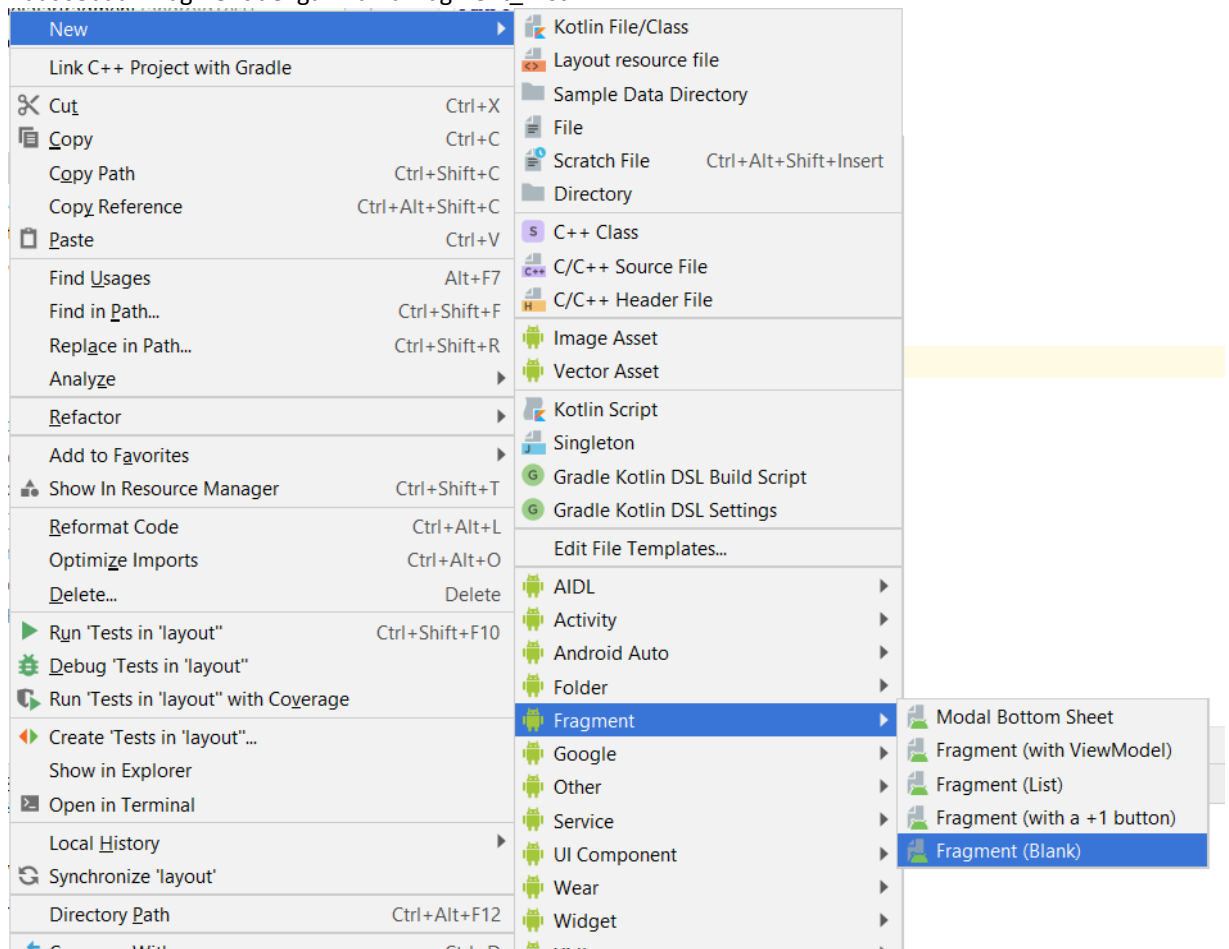 New
Link C++ Project with Gradle
Cut Ctrl+X
Copy Ctrl+C
Copy Path Ctrl+Shift+C
Copy Reference Ctrl+Alt+Shift+C
Paste Ctrl+V
Find Usages Alt+F7
Find in Path... Ctrl+Shift+F
Replace in Path... Ctrl+Shift+R
Analyze
Refactor
Add to Favorites
Show In Resource Manager Ctrl+Shift+T
Reformat Code Ctrl+Alt+L
Optimize Imports Ctrl+Alt+O
Delete... Delete
Run 'Tests in 'layout'' Ctrl+Shift+F10
Debug 'Tests in 'layout''
Run 'Tests in 'layout'' with Coverage
Create 'Tests in 'layout''...
Show in Explorer
Open in Terminal
Local History
Synchronize 'layout'
Directory Path Ctrl+Alt+F12
Kotlin File/Class
Layout resource file
Sample Data Directory
File
Scratch File Ctrl+Alt+Shift+Insert
Directory
S C++ Class
C++ C/C++ Source File
H C/C++ Header File
Image Asset
Vector Asset
Kotlin Script
J Singleton
G Gradle Kotlin DSL Build Script
G Gradle Kotlin DSL Settings
Edit File Templates...
AIDL
Activity
Android Auto
Folder
Fragment
Google
Other
Service
UI Component
Wear
Widget
Modal Bottom Sheet
Fragment (with ViewModel)
Fragment (List)
Fragment (with a +1 button)
Fragment (Blank)